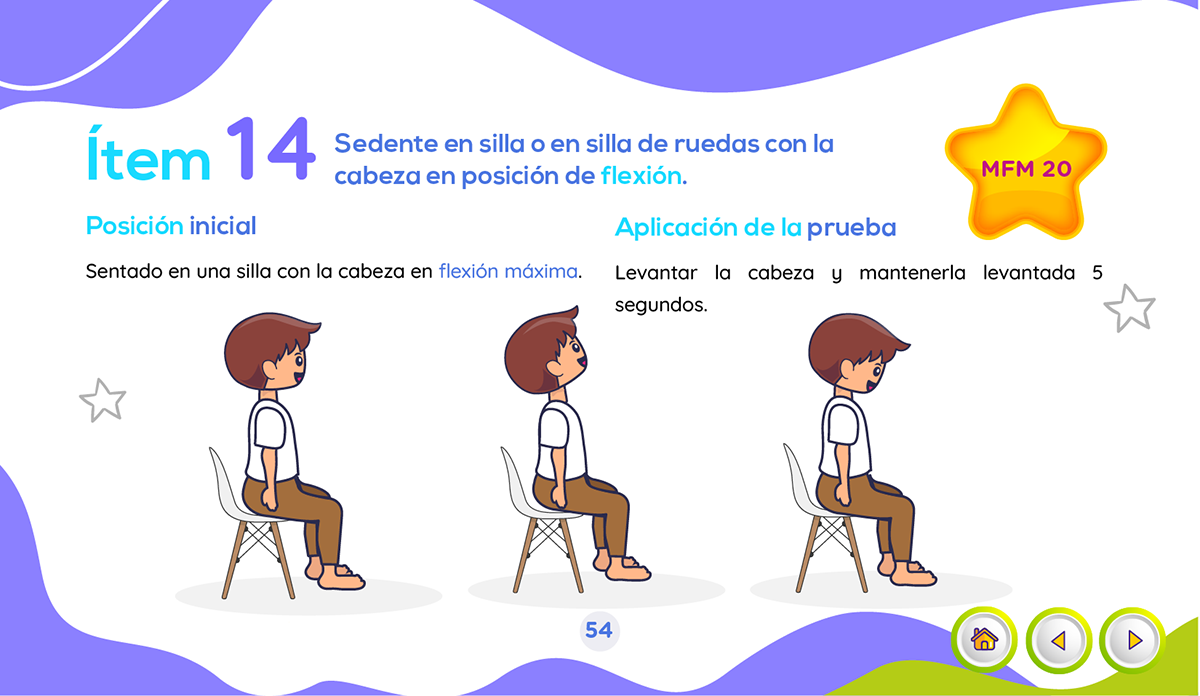 Ítem 14
Sedente en silla o en silla de ruedas con la
cabeza en posición de flexión.
MFM 20
Posición inicial
Sentado en una silla con la cabeza en flexión máxima.
Aplicación de la prueba
Levantar la cabeza y mantenerla levantada 5
segundos.
54